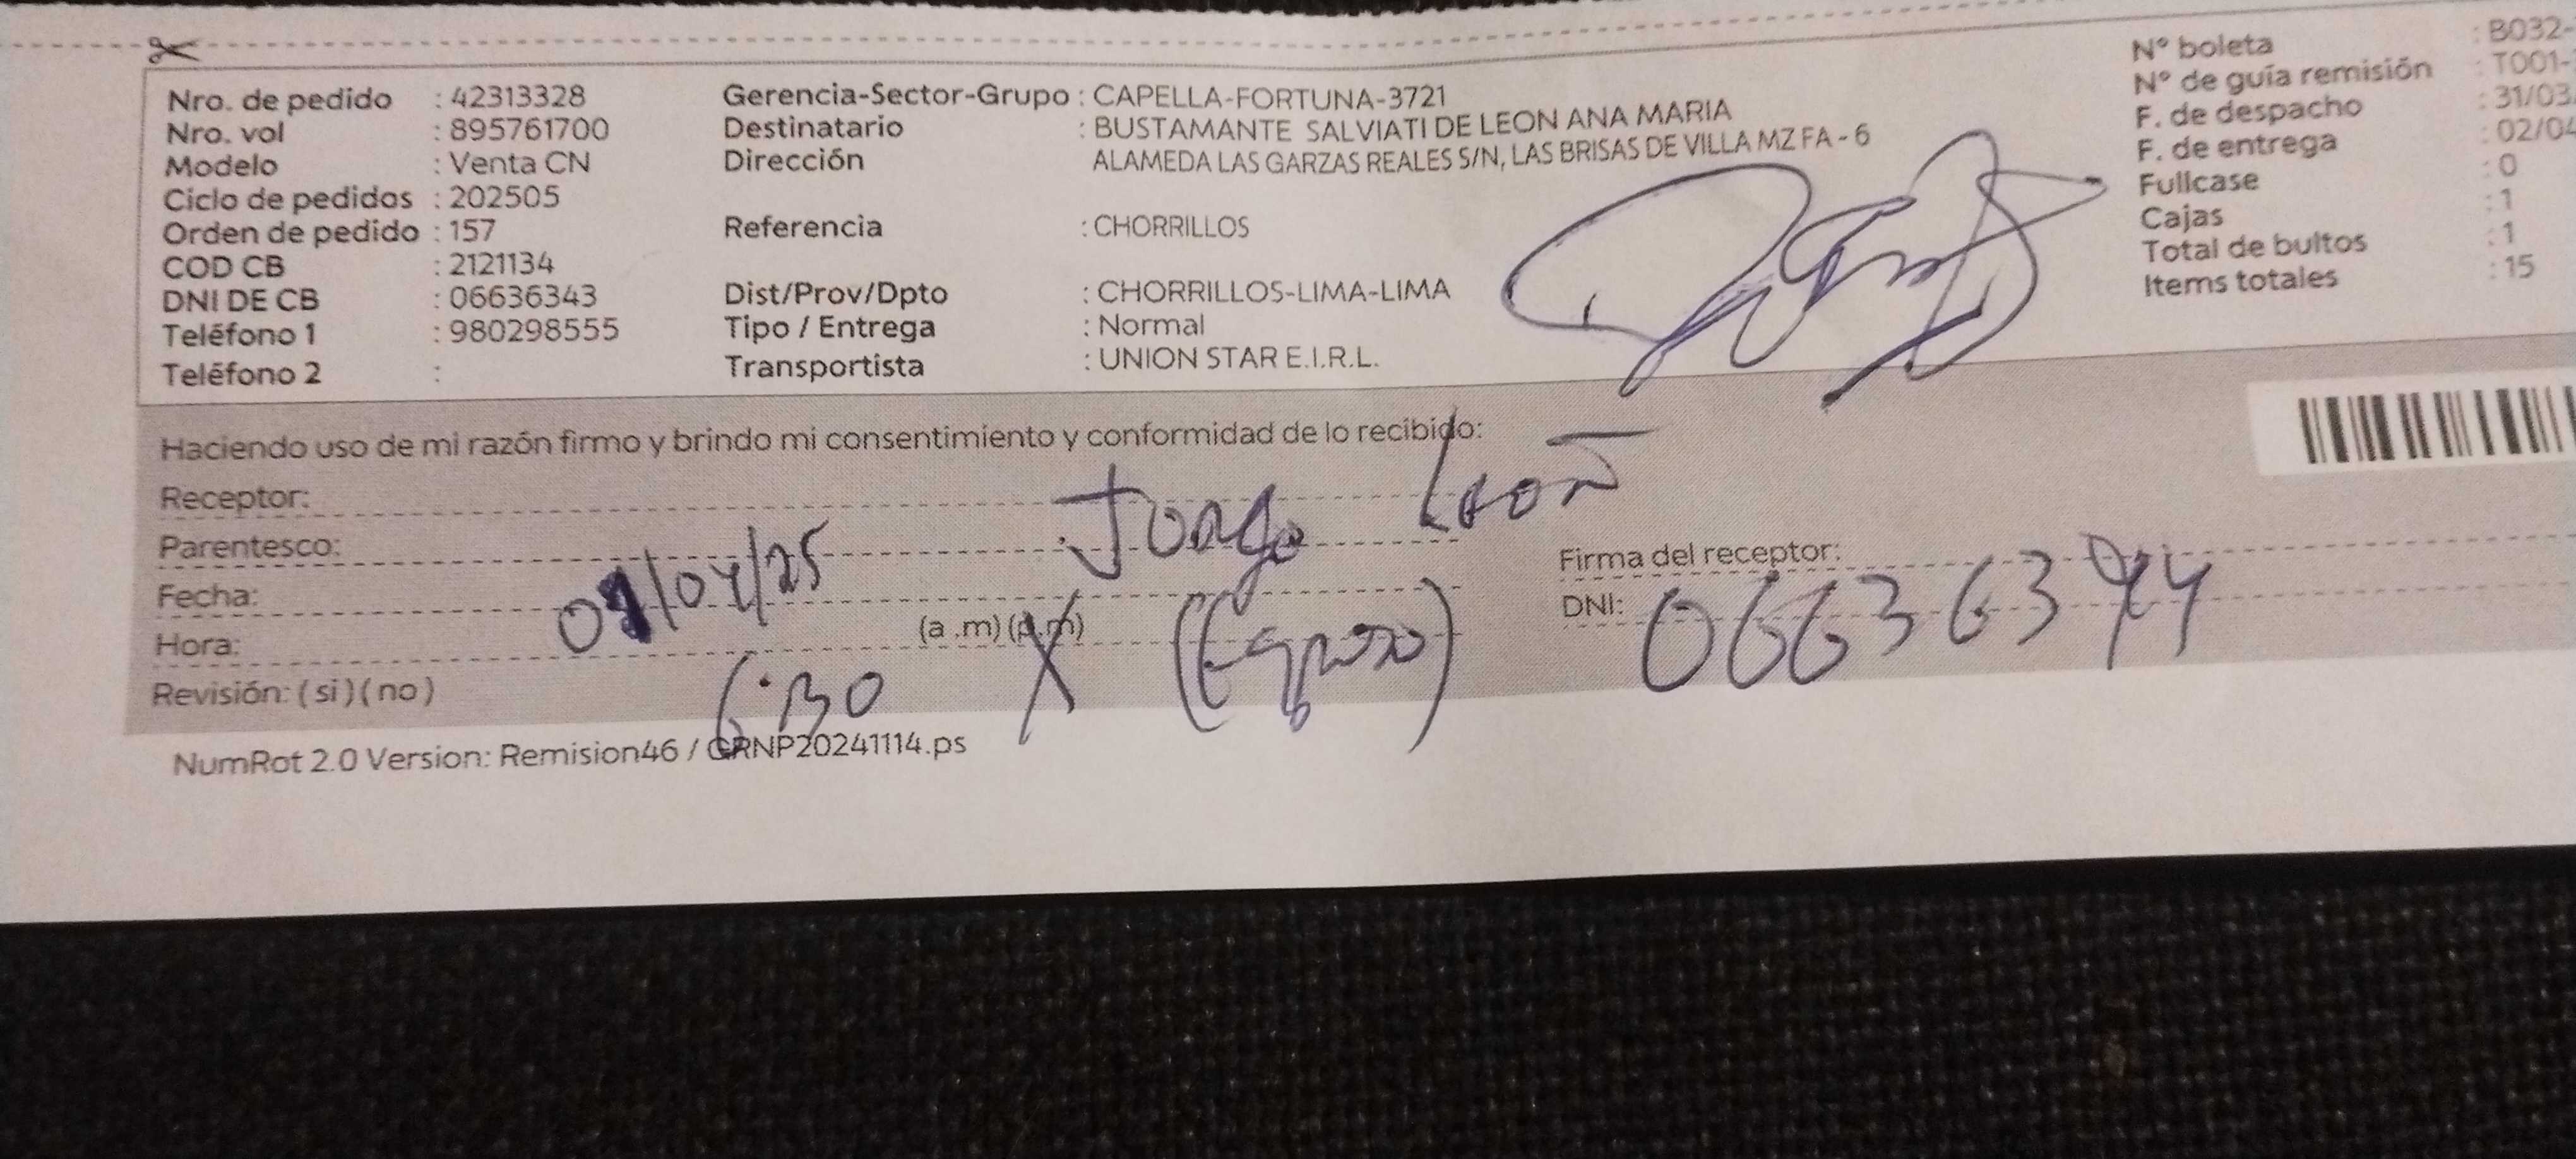 Nro. de pedido : 42313328 Gerencia-Sector-Grupo : CAPELLA-FORTUNA-3721 N° boleta : B032-
Nro. vol : 895761700 Destinatario : BUSTAMANTE SALVIATI DE LEON ANA MARIA N° de guía remisión : T001-
Modelo : Venta CN Dirección ALAMEDA LAS GARZAS REALES S/N, LAS BRISAS DE VILLA MZ FA - 6 F. de despacho : 31/03/
Ciclo de pedidos : 202505 F. de entrega : 02/04
Orden de pedido : 157 Referencia : CHORRILLOS Fullcase : 0
COD CB : 2121134 Cajas : 1
DNI DE CB : 06636343 Dist/Prov/Dpto : CHORRILLOS-LIMA-LIMA Total de bultos : 1
Teléfono 1 : 980298555 Tipo / Entrega : Normal Items totales : 15
Teléfono 2 : Transportista : UNION STAR E.I.R.L.
Haciendo uso de mi razón firmo y brindo mi consentimiento y conformidad de lo recibido:
Receptor: Jorge León
Parentesco:
Firma del receptor:
Fecha: /04/25
DNI: 066363
Hora: 6:30 (a .m) (p.m) X (Esposo)
Revisión: ( si ) ( no )
NumRot 2.0 Version: Remision46 / GRNP20241114.ps